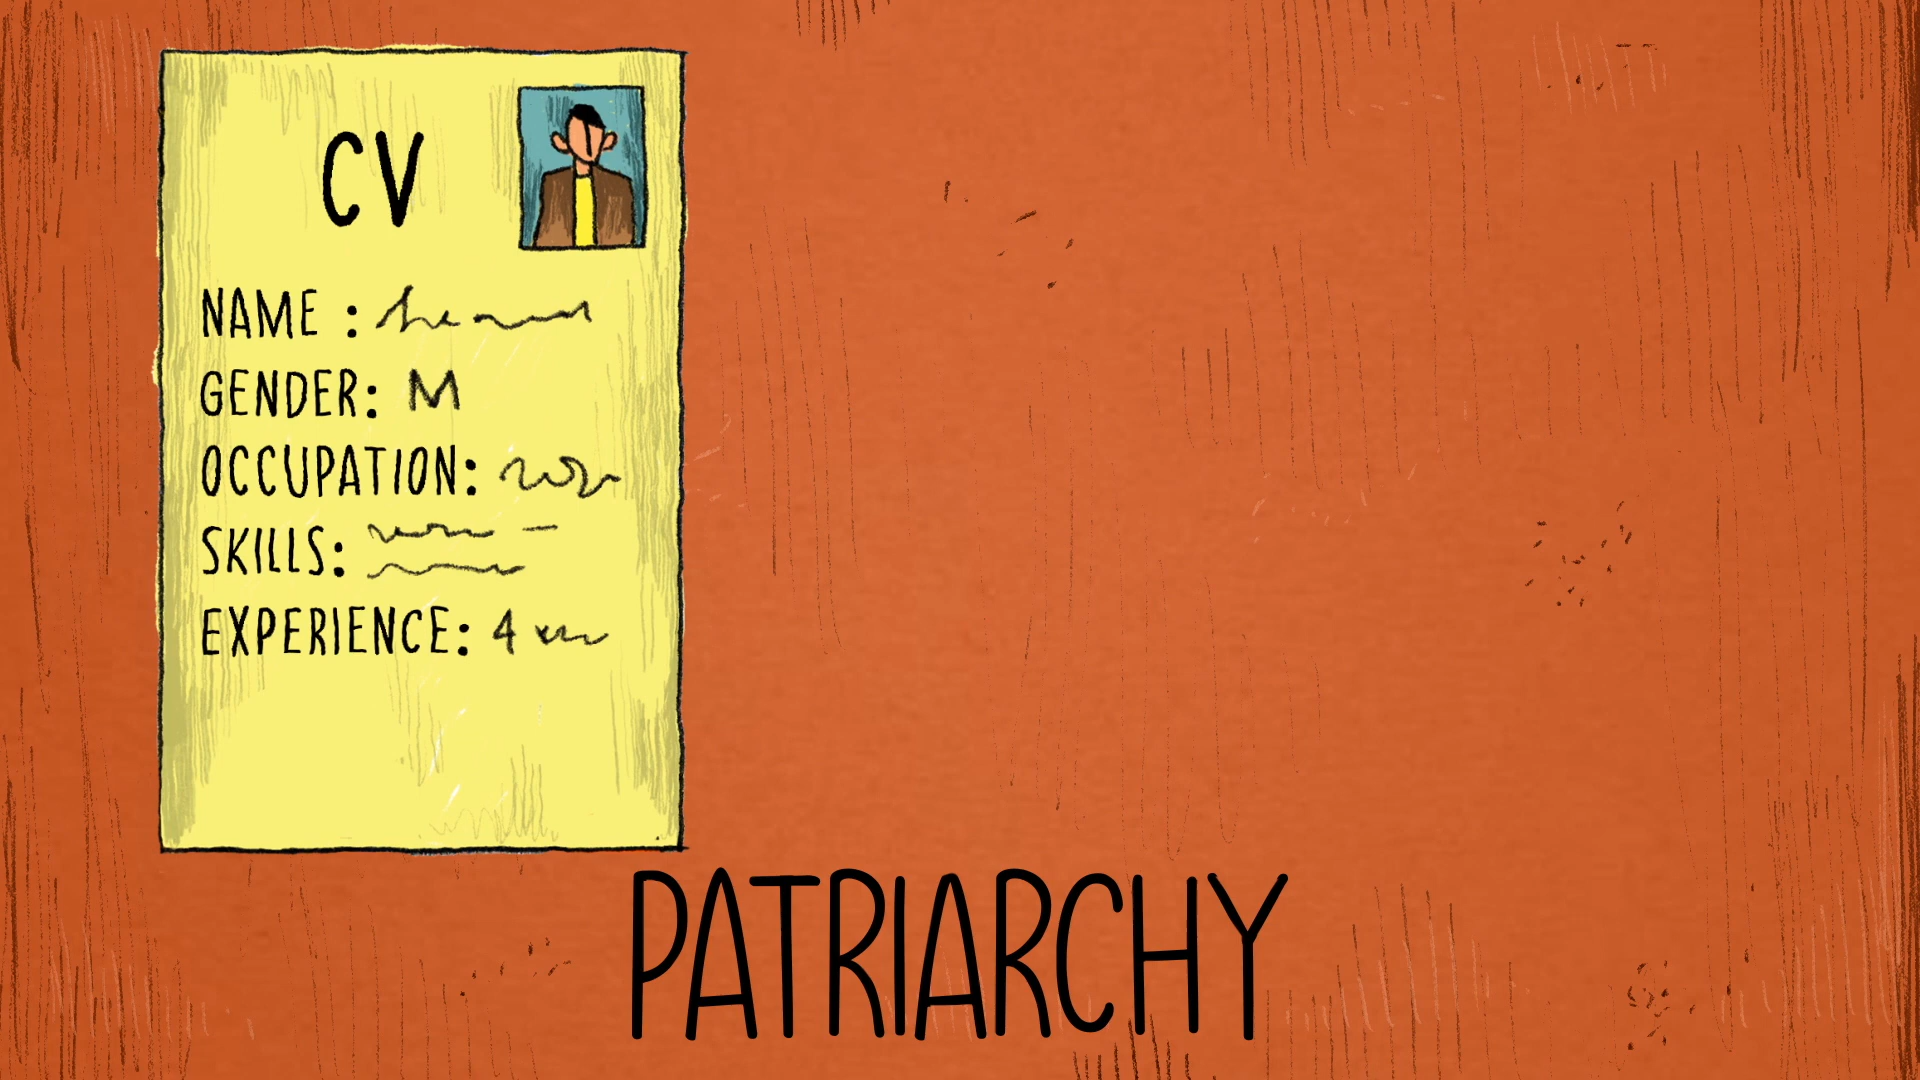 CV
NAME :
GENDER: M
OCCUPATION:
SKILLS:
EXPERIENCE: 4
PATRIARCHY